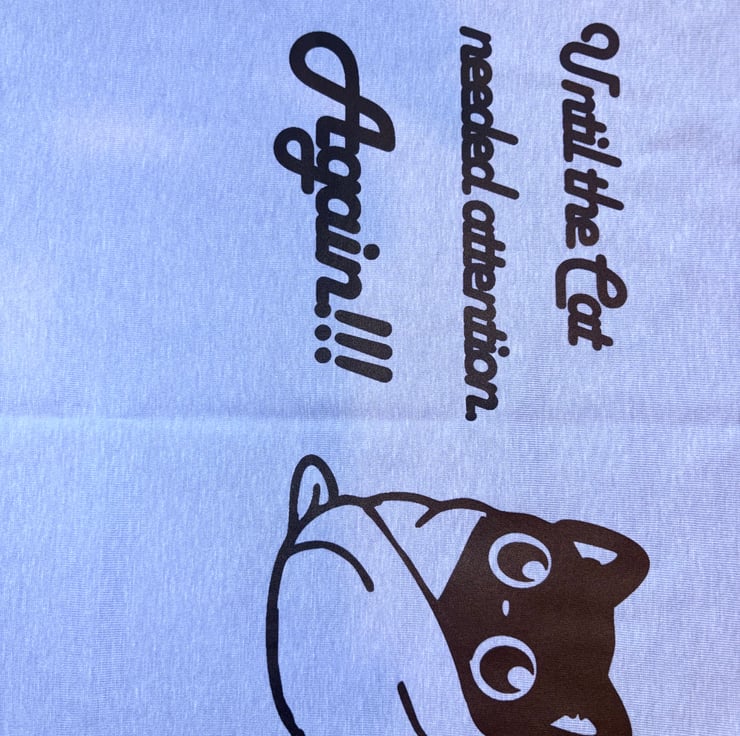 Until the Cat
needed attention.
Again!!!